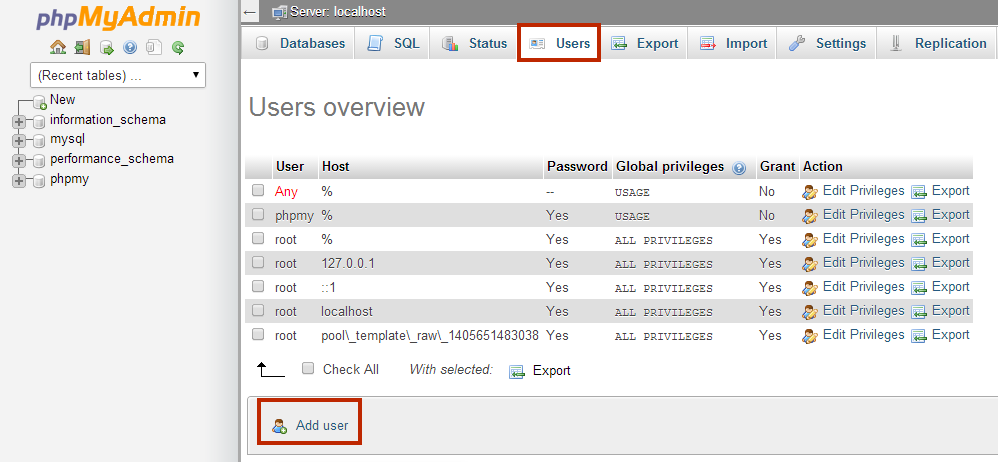 phpMyAdmin
(Recent tables) ...
New
information_schema
mysql
performance_schema
phpmy
Server: localhost
Databases SQL Status Users Export Import Settings Replication
Users overview
User Host Password Global privileges Grant Action
Any % -- USAGE No Edit Privileges Export
phpmy % Yes USAGE No Edit Privileges Export
root % Yes ALL PRIVILEGES Yes Edit Privileges Export
root 127.0.0.1 Yes ALL PRIVILEGES Yes Edit Privileges Export
root ::1 Yes ALL PRIVILEGES Yes Edit Privileges Export
root localhost Yes ALL PRIVILEGES Yes Edit Privileges Export
root pool\_template\_raw\_1405651483038 Yes ALL PRIVILEGES Yes Edit Privileges Export
Check All With selected: Export
Add user